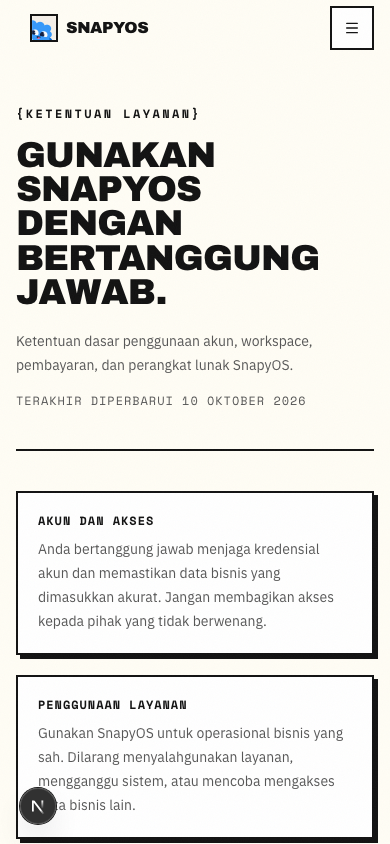 SNAPYOS
☰
{KETENTUAN LAYANAN}
GUNAKAN
SNAPYOS
DENGAN
BERTANGGUNG
JAWAB.
Ketentuan dasar penggunaan akun, workspace,
pembayaran, dan perangkat lunak SnapyOS.
TERAKHIR DIPERBARUI 10 OKTOBER 2026
AKUN DAN AKSES
Anda bertanggung jawab menjaga kredensial
akun dan memastikan data bisnis yang
dimasukkan akurat. Jangan membagikan akses
kepada pihak yang tidak berwenang.
PENGGUNAAN LAYANAN
Gunakan SnapyOS untuk operasional bisnis yang
sah. Dilarang menyalahgunakan layanan,
mengganggu sistem, atau mencoba mengakses
bisnis lain.
N